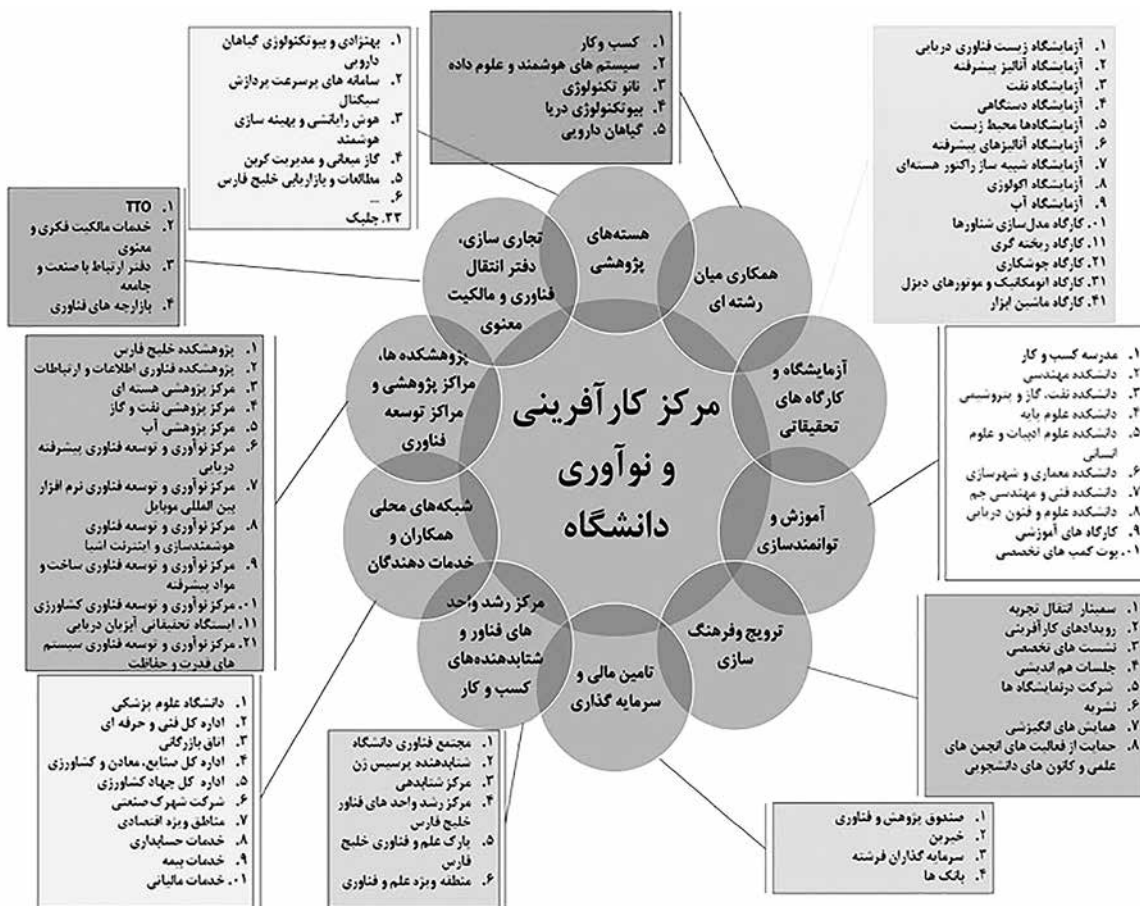 مرکز کارآفرینی
و نوآوری
دانشگاه
هسته‌های
پژوهشی
۱. بهنژادی و بیوتکنولوژی گیاهان
دارویی
۲. سامانه های پرسرعت پردازش
سیگنال
۳. هوش رایانشی و بهینه سازی
هوشمند
۴. گاز میعانی و مدیریت کربن
۵. مطالعات و بازاریابی خلیج فارس
۶. ...
۲۳. جلبک
همکاری میان
رشته ای
۱. کسب وکار
۲. سیستم های هوشمند و علوم داده
۳. نانو تکنولوژی
۴. بیوتکنولوژی دریا
۵. گیاهان دارویی
آزمایشگاه و
کارگاه های
تحقیقاتی
۱. آزمایشگاه زیست فناوری دریایی
۲. آزمایشگاه آنالیز پیشرفته
۳. آزمایشگاه نفت
۴. آزمایشگاه دستگاهی
۵. آزمایشگاه‌ها محیط زیست
۶. آزمایشگاه آنالیزهای پیشرفته
۷. آزمایشگاه شبیه ساز راکتور هسته‌ای
۸. آزمایشگاه اکولوژی
۹. آزمایشگاه آب
۰۱. کارگاه مدل‌سازی شناورها
۱۱. کارگاه ریخته گری
۲۱. کارگاه جوشکاری
۳۱. کارگاه اتومکانیک و موتورهای دیزل
۴۱. کارگاه ماشین ابزار
آموزش و
توانمندسازی
۱. مدرسه کسب و کار
۲. دانشکده مهندسی
۳. دانشکده نفت، گاز و پتروشیمی
۴. دانشکده علوم پایه
۵. دانشکده علوم ادبیات و علوم
انسانی
۶. دانشکده معماری و شهرسازی
۷. دانشکده فنی و مهندسی جم
۸. دانشکده علوم و فنون دریایی
۹. کارگاه های آموزشی
۰۱. بوت کمپ های تخصصی
ترویج وفرهنگ
سازی
۱. سمینار انتقال تجربه
۲. رویدادهای کارآفرینی
۳. نشست های تخصصی
۴. جلسات هم اندیشی
۵. شرکت درنمایشگاه ها
۶. نشریه
۷. همایش های انگیزشی
۸. حمایت از فعالیت های انجمن های
علمی و کانون های دانشجویی
تامین مالی و
سرمایه گذاری
۱. صندوق پژوهش و فناوری
۲. خیرین
۳. سرمایه گذاران فرشته
۴. بانک ها
مرکز رشد واحد
های فناور و
شتابدهنده‌های
کسب و کار
۱. مجتمع فناوری دانشگاه
۲. شتابدهنده پرسیس ژن
۳. مرکز شتابدهی
۴. مرکز رشد واحد های فناور
خلیج فارس
۵. پارک علم و فناوری خلیج
فارس
۶. منطقه ویژه علم و فناوری
شبکه‌های محلی
همکاران و
خدمات دهندگان
۱. دانشگاه علوم پزشکی
۲. اداره کل فنی و حرفه ای
۳. اتاق بازرگانی
۴. اداره کل صنایع، معادن و کشاورزی
۵. اداره کل جهاد کشاورزی
۶. شرکت شهرک صنعتی
۷. مناطق ویژه اقتصادی
۸. خدمات حسابداری
۹. خدمات بیمه
۰۱. خدمات مالیاتی
پژوهشکده ها،
مراکز پژوهشی و
مراکز توسعه
فناوری
۱. پژوهشکده خلیج فارس
۲. پژوهشکده فناوری اطلاعات و ارتباطات
۳. مرکز پژوهشی هسته ای
۴. مرکز پژوهشی نفت و گاز
۵. مرکز پژوهشی آب
۶. مرکز نوآوری و توسعه فناوری پیشرفته
دریایی
۷. مرکز نوآوری و توسعه فناوری نرم افزار
بین المللی موبایل
۸. مرکز نوآوری و توسعه فناوری
هوشمندسازی و اینترنت اشیا
۹. مرکز نوآوری و توسعه فناوری ساخت و
مواد پیشرفته
۰۱. مرکز نوآوری و توسعه فناوری کشاورزی
۱۱. ایستگاه تحقیقاتی آبزیان دریایی
۲۱. مرکز نوآوری و توسعه فناوری سیستم
های قدرت و حفاظت
تجاری سازی،
دفتر انتقال
فناوری و مالکیت
معنوی
۱. TTO
۲. خدمات مالکیت فکری و
معنوی
۳. دفتر ارتباط با صنعت و
جامعه
۴. بازارچه های فناوری